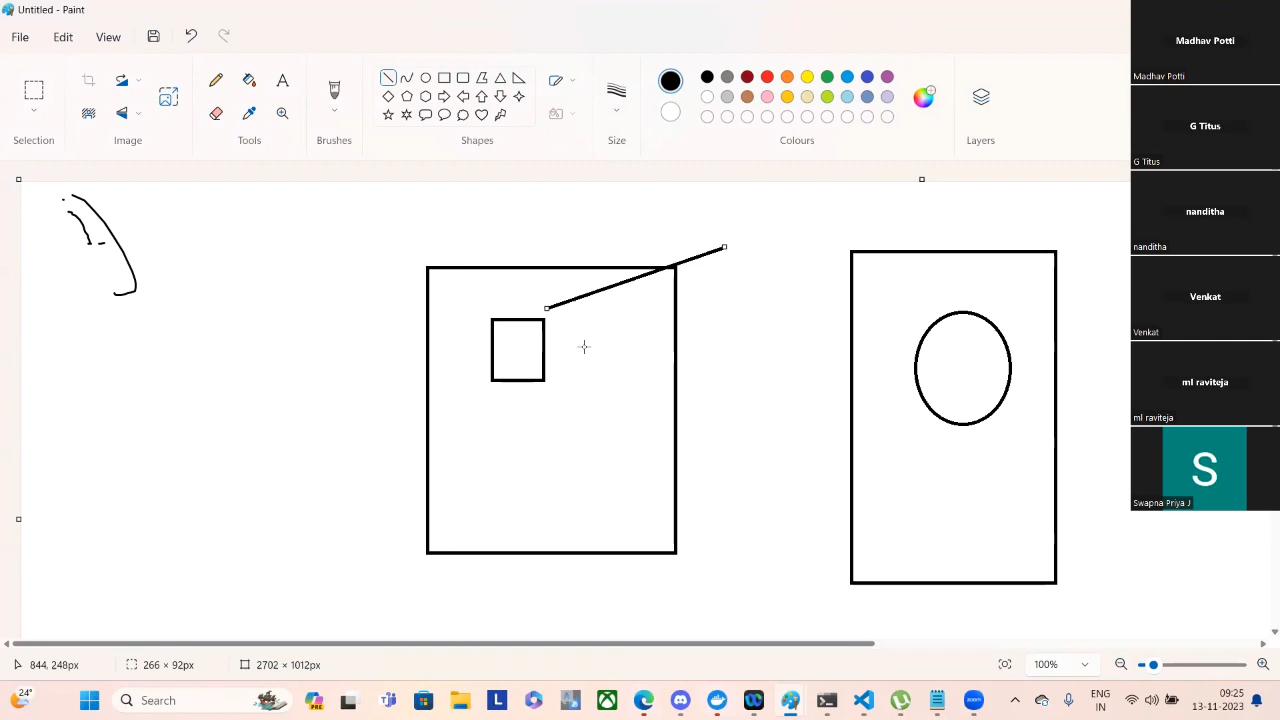 Untitled - Paint
File Edit View
Selection Image Tools Brushes Shapes Size Colours Layers
A
Madhav Potti
Madhav Potti
G Titus
G Titus
nanditha
nanditha
Venkat
Venkat
ml raviteja
ml raviteja
S
Swapna Priya J
844, 248px 266 × 92px 2702 × 1012px 100%
24° Search L ENG IN 09:25 13-11-2023